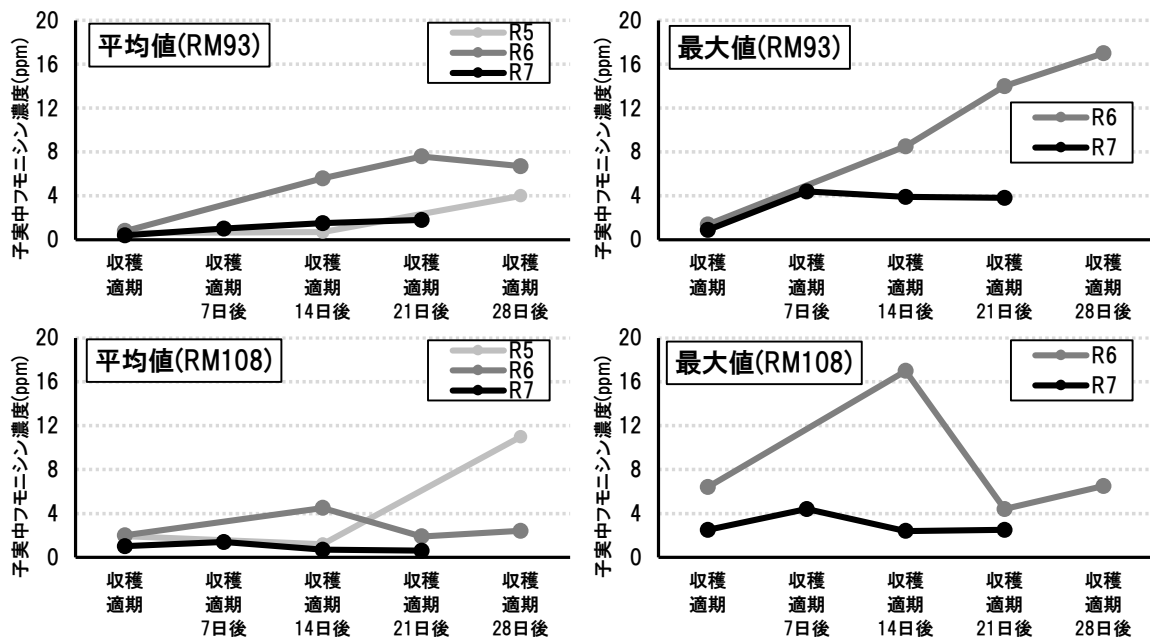 平均値(RM93)
R5
R6
R7
子実中フモニシン濃度(ppm)
20
16
12
8
4
0
収穫
適期
収穫
適期
7日後
収穫
適期
14日後
収穫
適期
21日後
収穫
適期
28日後
最大値(RM93)
R6
R7
子実中フモニシン濃度(ppm)
20
16
12
8
4
0
収穫
適期
収穫
適期
7日後
収穫
適期
14日後
収穫
適期
21日後
収穫
適期
28日後
平均値(RM108)
R5
R6
R7
子実中フモニシン濃度(ppm)
20
16
12
8
4
0
収穫
適期
収穫
適期
7日後
収穫
適期
14日後
収穫
適期
21日後
収穫
適期
28日後
最大値(RM108)
R6
R7
子実中フモニシン濃度(ppm)
20
16
12
8
4
0
収穫
適期
収穫
適期
7日後
収穫
適期
14日後
収穫
適期
21日後
収穫
適期
28日後